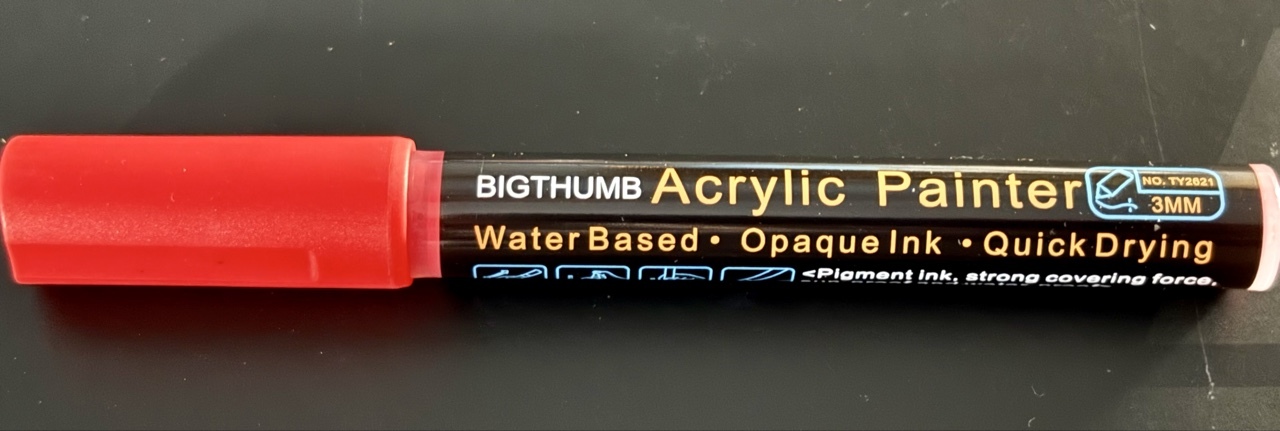 BIGTHUMB Acrylic Painter NO. TY2621
3MM
Water Based • Opaque Ink • Quick Drying
<Pigment ink, strong covering force,